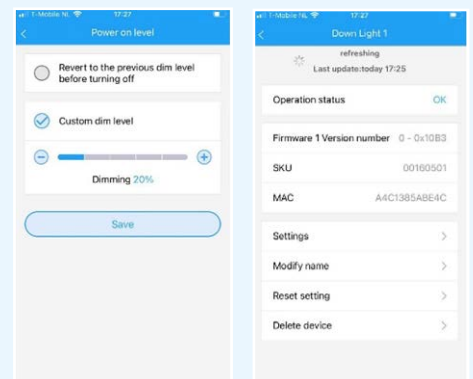 T-Mobile NL 17:27
Power on level
Revert to the previous dim level
before turning off
Custom dim level
Dimming 20%
Save
T-Mobile NL 17:27
Down Light 1
refreshing
Last update:today 17:25
Operation status OK
Firmware 1 Version number 0 - 0x10B3
SKU 00160501
MAC A4C1385ABE4C
Settings
Modify name
Reset setting
Delete device